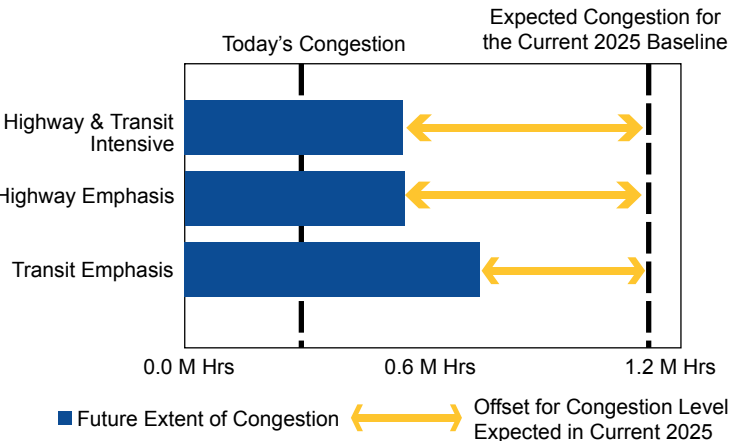 Today's Congestion
Expected Congestion for
the Current 2025 Baseline
Highway & Transit
Intensive
Highway Emphasis
Transit Emphasis
0.0 M Hrs
0.6 M Hrs
1.2 M Hrs
Future Extent of Congestion
Offset for Congestion Level
Expected in Current 2025